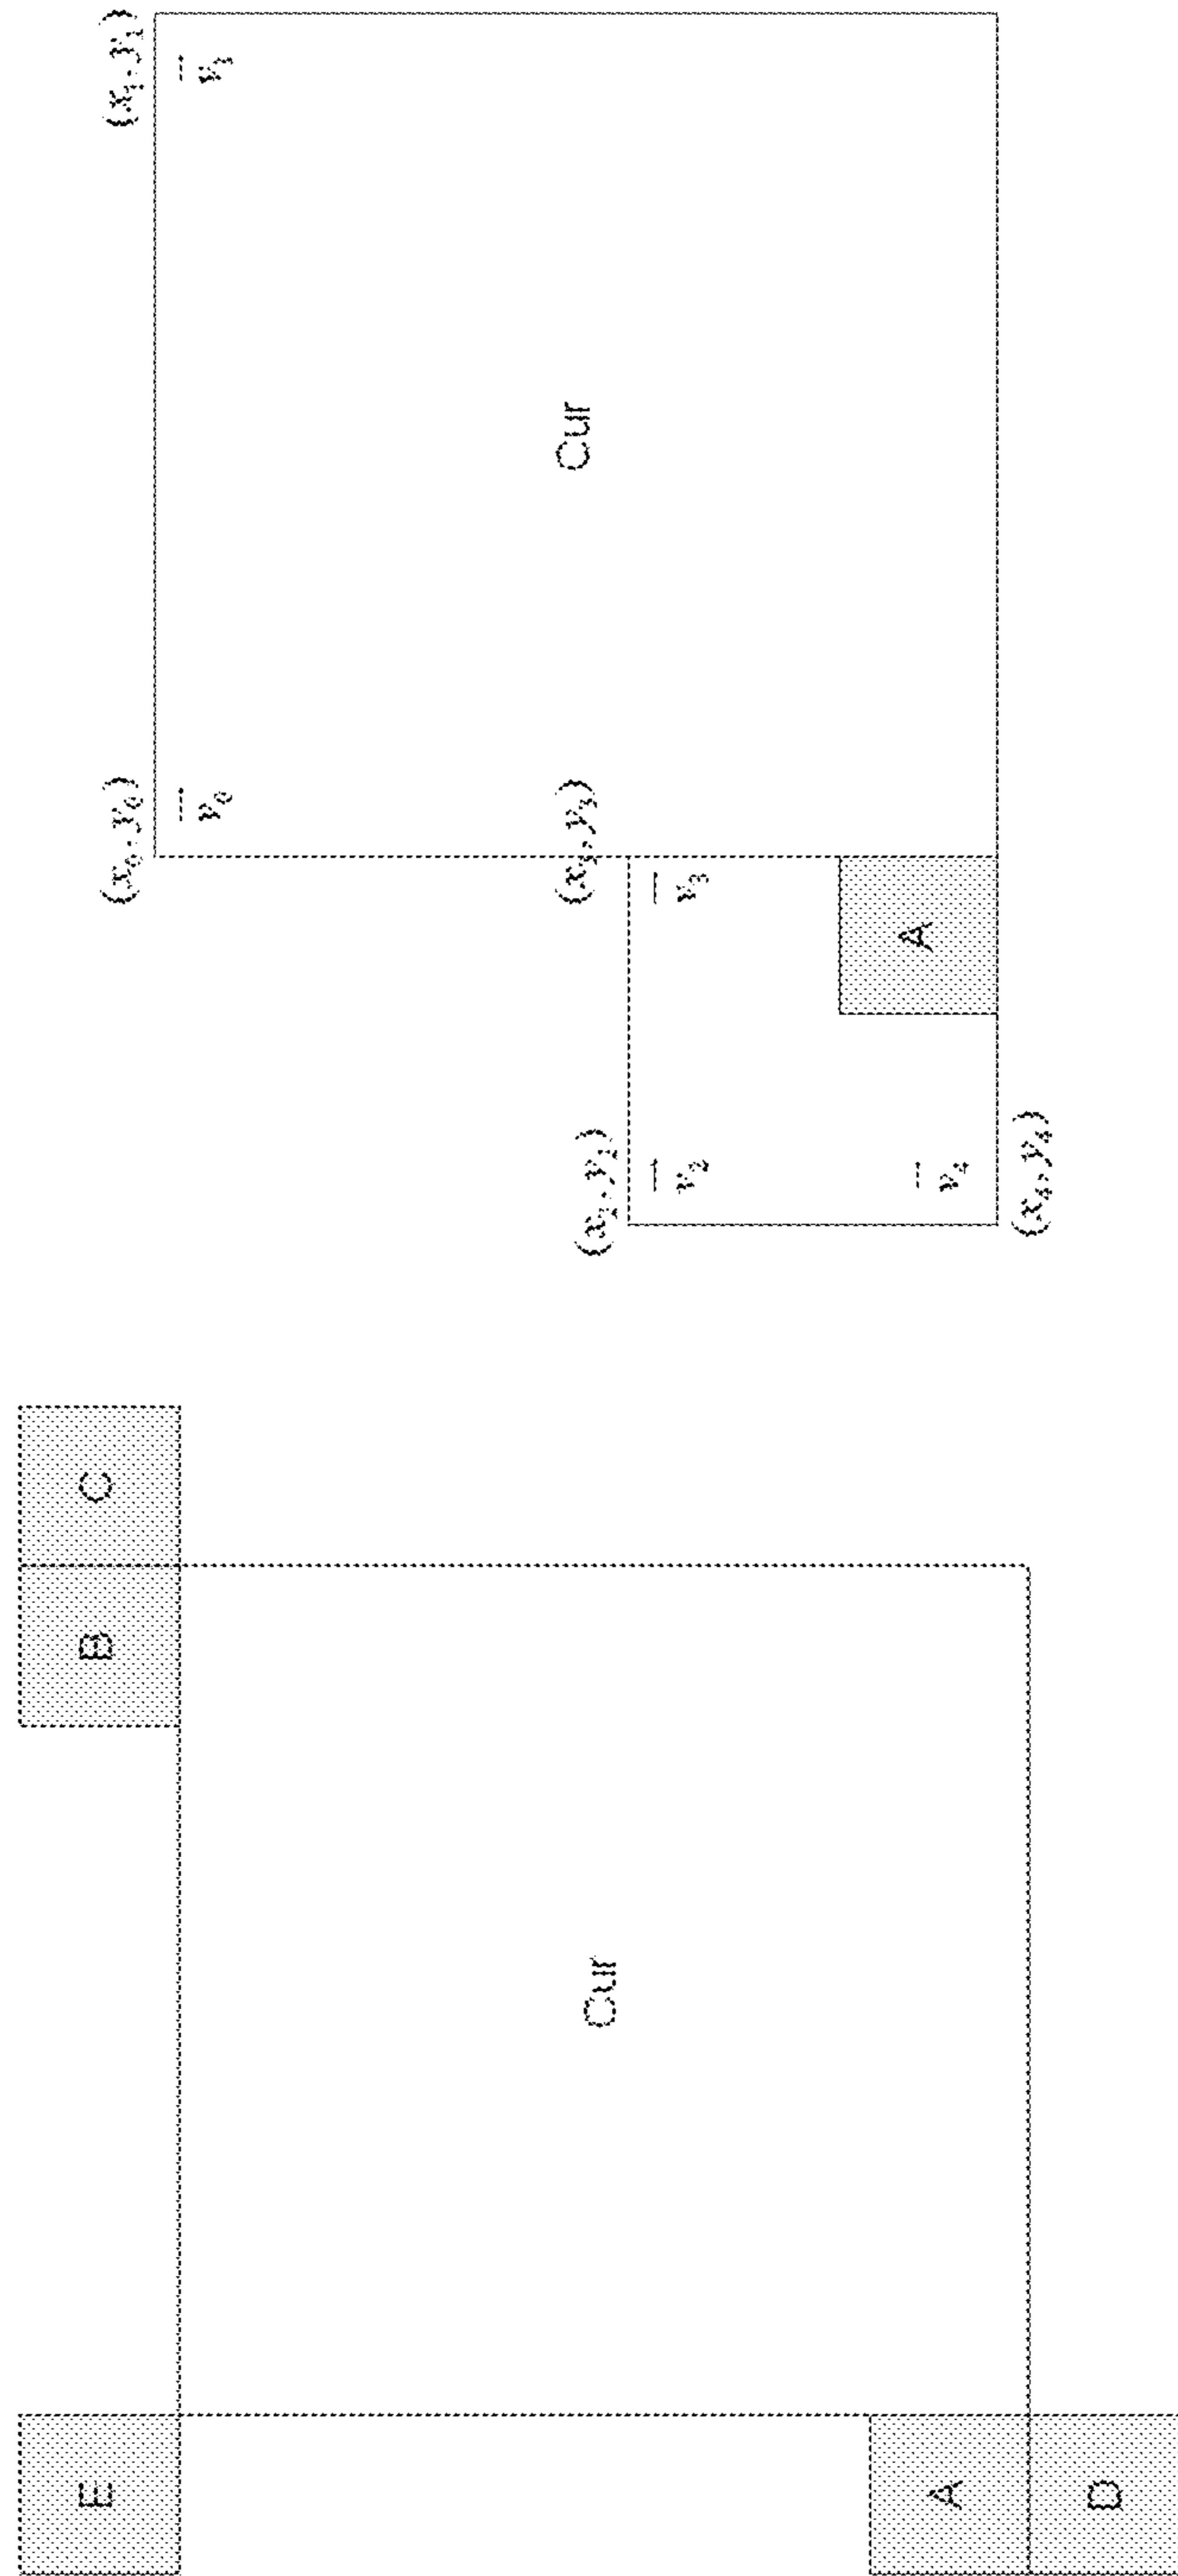 E B C
Cur
A
D
(x₀, y₀) (x₁, y₁)
v₀ v₁
Cur
(x₂, y₂) (x₃, y₃)
v₂ v₃
A
v₄
(x₄, y₄)